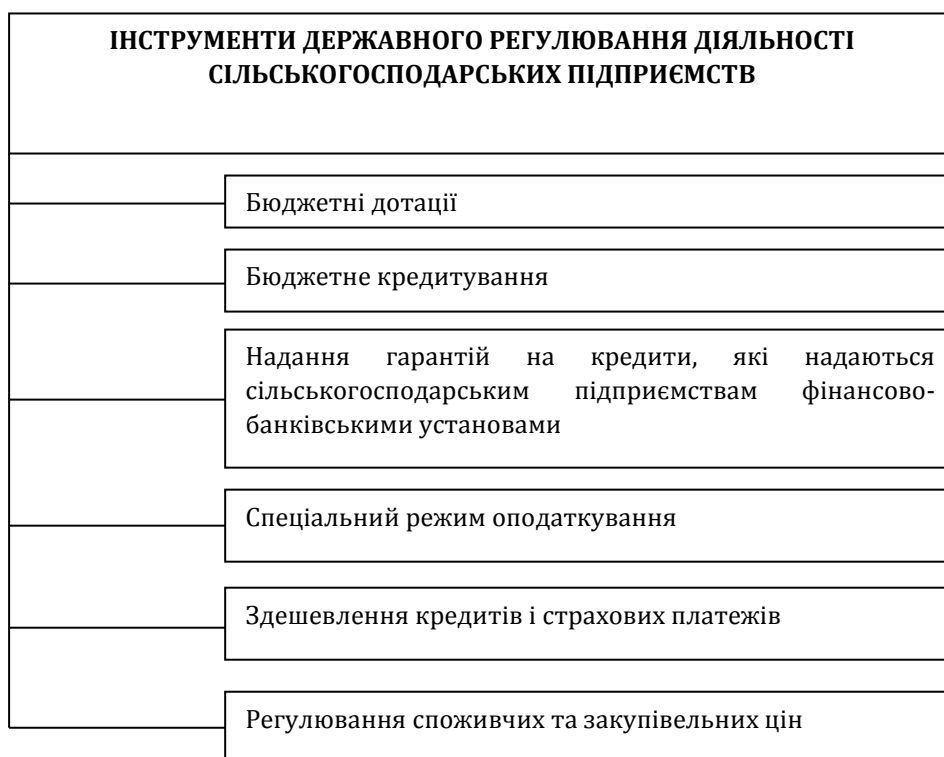 ІНСТРУМЕНТИ ДЕРЖАВНОГО РЕГУЛЮВАННЯ ДІЯЛЬНОСТІ
СІЛЬСЬКОГОСПОДАРСЬКИХ ПІДПРИЄМСТВ
Бюджетні дотації
Бюджетне кредитування
Надання гарантій на кредити, які надаються
сільськогосподарським підприємствам фінансово-
банківськими установами
Спеціальний режим оподаткування
Здешевлення кредитів і страхових платежів
Регулювання споживчих та закупівельних цін